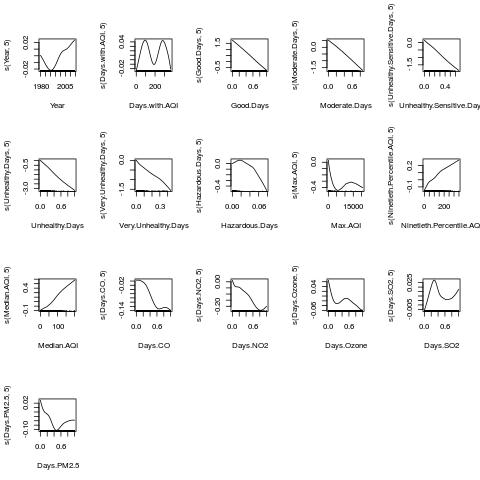 s(Year, 5)
0.02
-0.02
1980 2005
Year
s(Days.with.AQI, 5)
0.04
-0.02
0 200
Days.with.AQI
s(Good.Days, 5)
1.5
-1.5
0.0 0.6
Good.Days
s(Moderate.Days, 5)
0.0
-1.5
0.0 0.6
Moderate.Days
s(Unhealthy.Sensitive.Days, 5)
0.0
-1.5
0.0 0.4
Unhealthy.Sensitive.Day
s(Unhealthy.Days, 5)
-0.5
-3.0
0.0 0.6
Unhealthy.Days
s(Very.Unhealthy.Days, 5)
0.0
-1.5
0.0 0.3
Very.Unhealthy.Days
s(Hazardous.Days, 5)
0.0
-0.4
0.00 0.06
Hazardous.Days
s(Max.AQI, 5)
0.0
-0.4
0 15000
Max.AQI
s(Ninetieth.Percentile.AQI, 5)
0.2
-0.1
0 200
Ninetieth.Percentile.AQ
s(Median.AQI, 5)
0.4
-0.1
0 100
Median.AQI
s(Days.CO, 5)
-0.02
-0.14
0.0 0.6
Days.CO
s(Days.NO2, 5)
0.00
-0.20
0.0 0.6
Days.NO2
s(Days.Ozone, 5)
0.04
-0.06
0.0 0.6
Days.Ozone
s(Days.SO2, 5)
0.025
-0.005
0.0 0.6
Days.SO2
s(Days.PM2.5, 5)
0.02
-0.10
0.0 0.6
Days.PM2.5